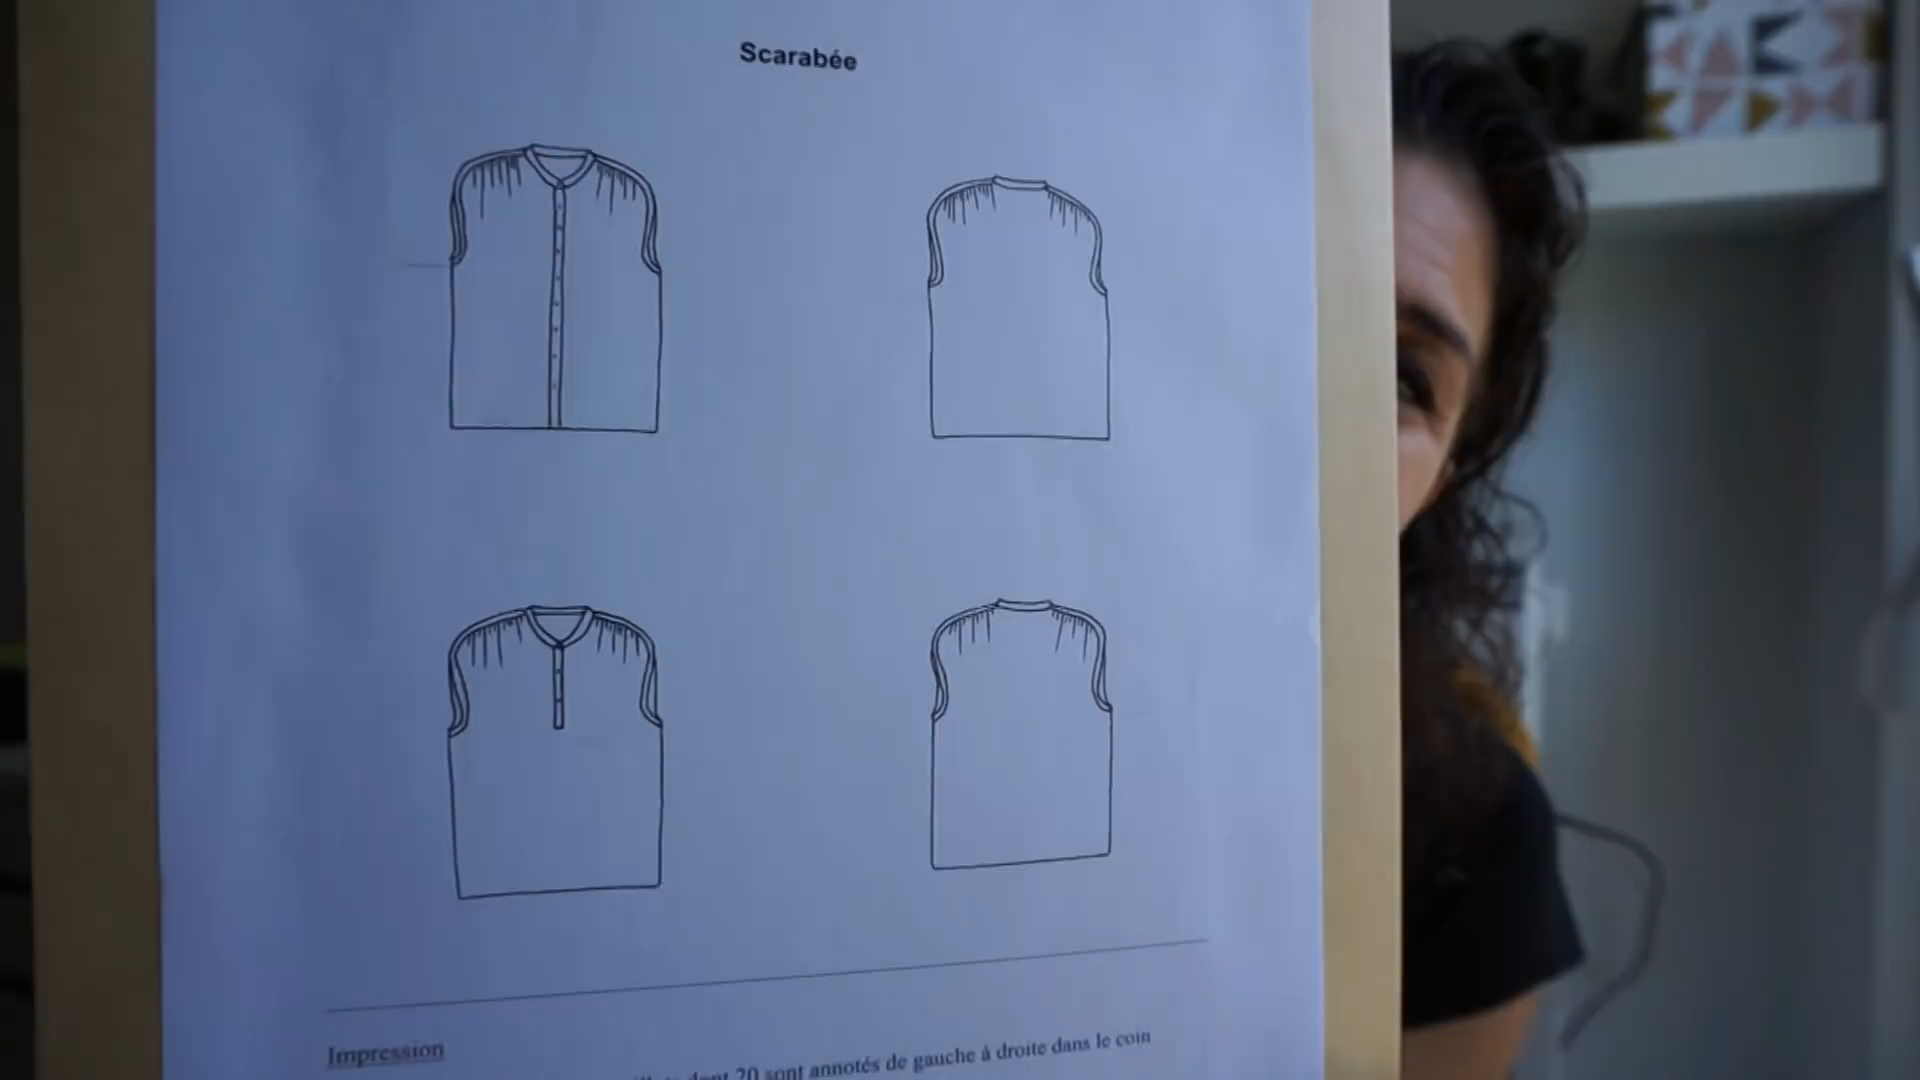 Scarabée
Impression
dont 20 sont annotés de gauche à droite dans le coin